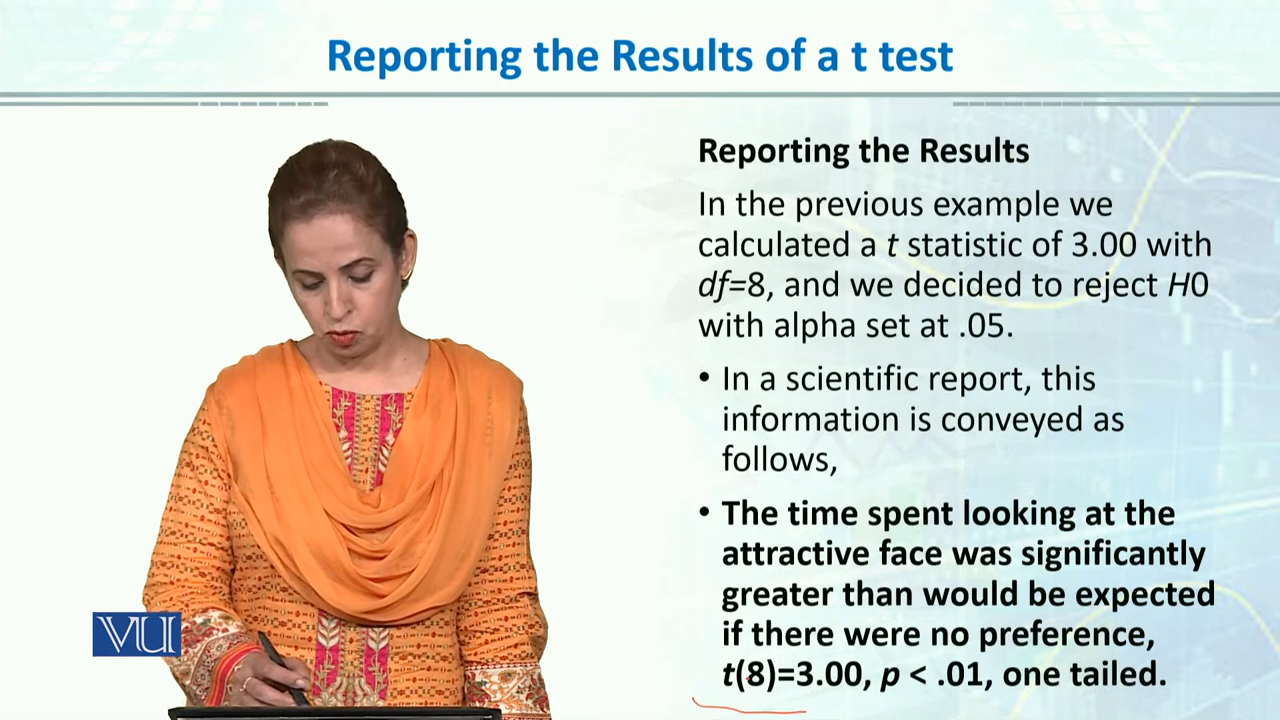 Reporting the Results of a t test
Reporting the Results
In the previous example we
calculated a t statistic of 3.00 with
df=8, and we decided to reject H0
with alpha set at .05.
• In a scientific report, this
information is conveyed as
follows,
• The time spent looking at the
attractive face was significantly
greater than would be expected
if there were no preference,
t(8)=3.00, p < .01, one tailed.
VU